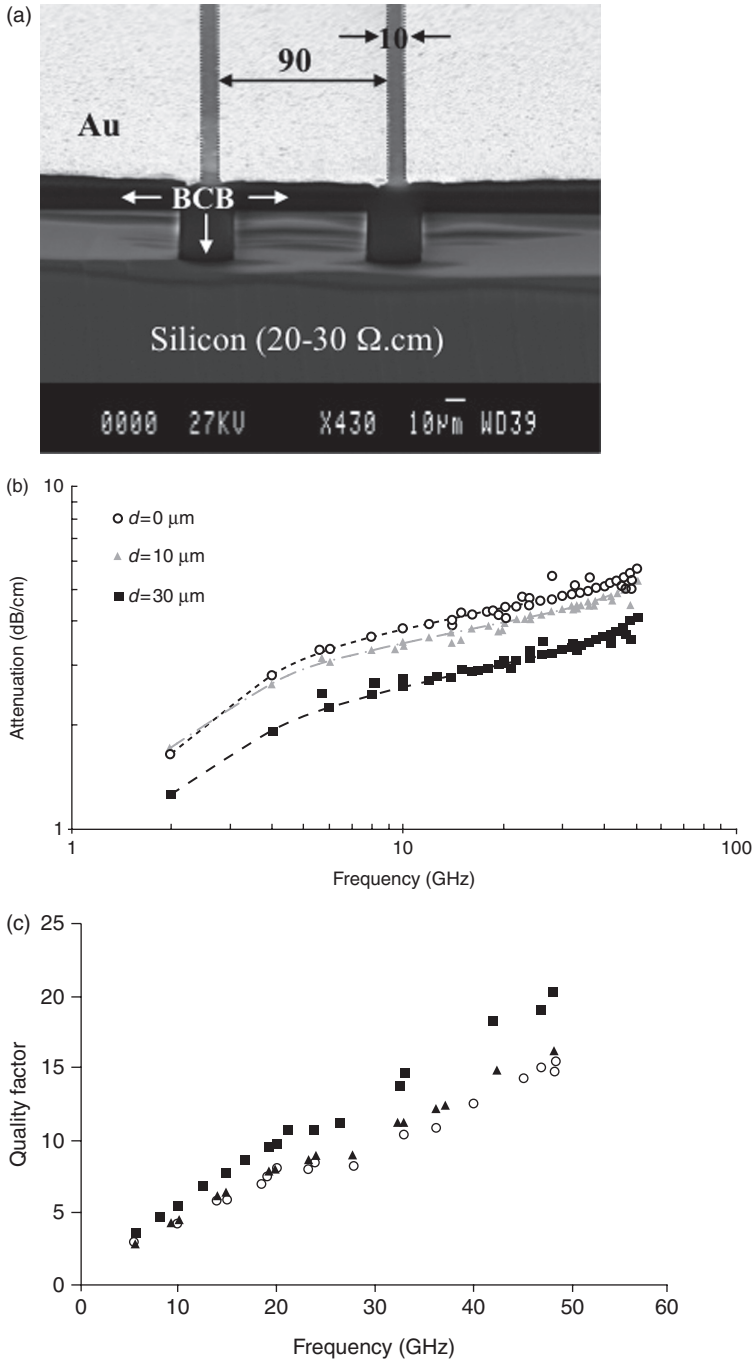 (a)
10
90
Au
BCB
Silicon (20-30 Ω.cm)
0000 27KV X430 10µm WD39
(b)
10
d=0 µm
d=10 µm
d=30 µm
Attenuation (dB/cm)
1
1 10 100
Frequency (GHz)
(c)
25
20
15
10
5
0
Quality factor
0 10 20 30 40 50 60
Frequency (GHz)